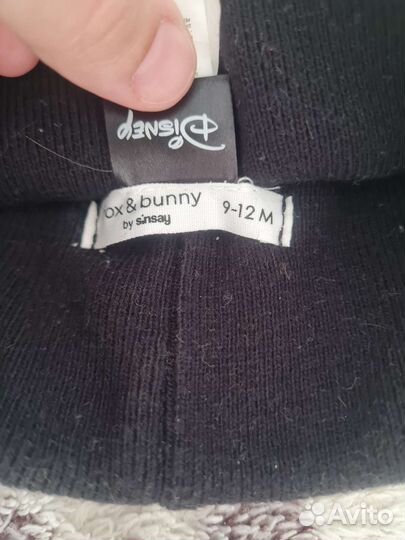 Disney
ox & bunny
by sinsay
9-12 M
Avito